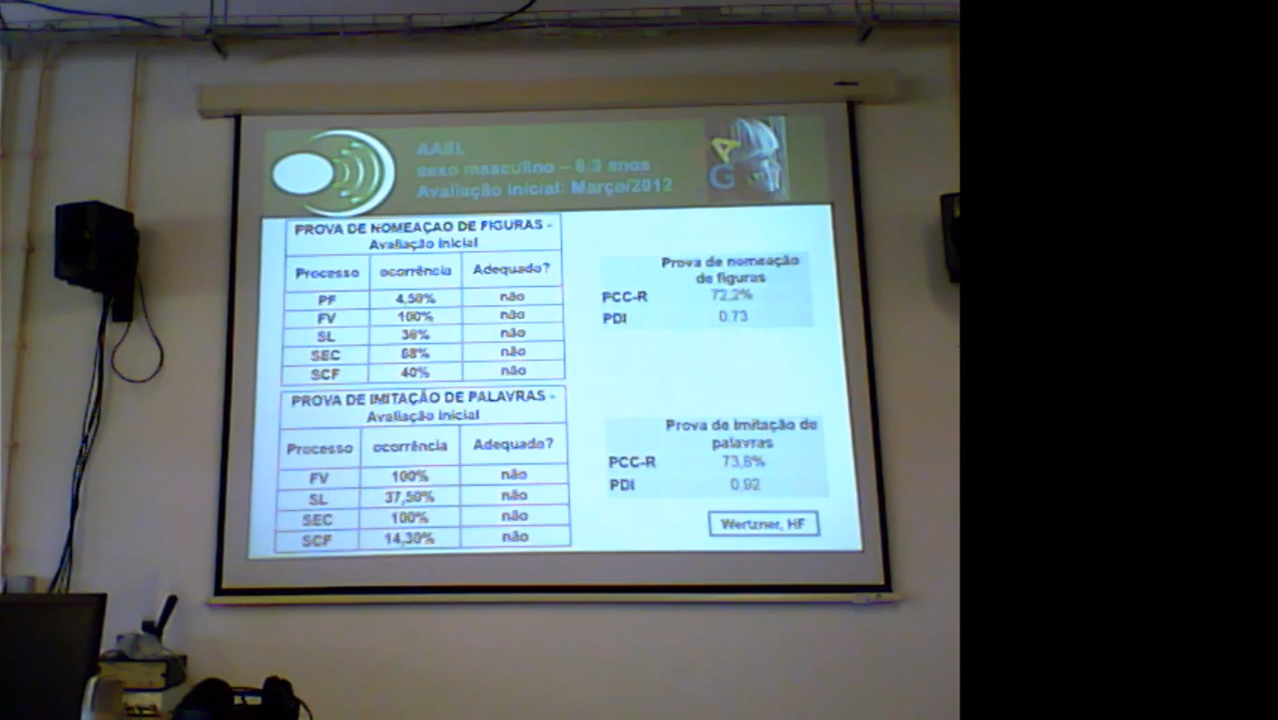 AASL
sexo masculino – 8:3 anos
Avaliação inicial: Março/2012
A
G
PROVA DE NOMEAÇÃO DE FIGURAS -
Avaliação inicial
Processo ocorrência Adequado?
PF 4,50% não
FV 100% não
SL 36% não
SEC 68% não
SCF 40% não
PROVA DE IMITAÇÃO DE PALAVRAS -
Avaliação inicial
Processo ocorrência Adequado?
FV 100% não
SL 37,50% não
SEC 100% não
SCF 14,30% não
Prova de nomeação
de figuras
PCC-R 72,2%
PDI 0,73
Prova de imitação de
palavras
PCC-R 73,8%
PDI 0,92
Wertzner, HF